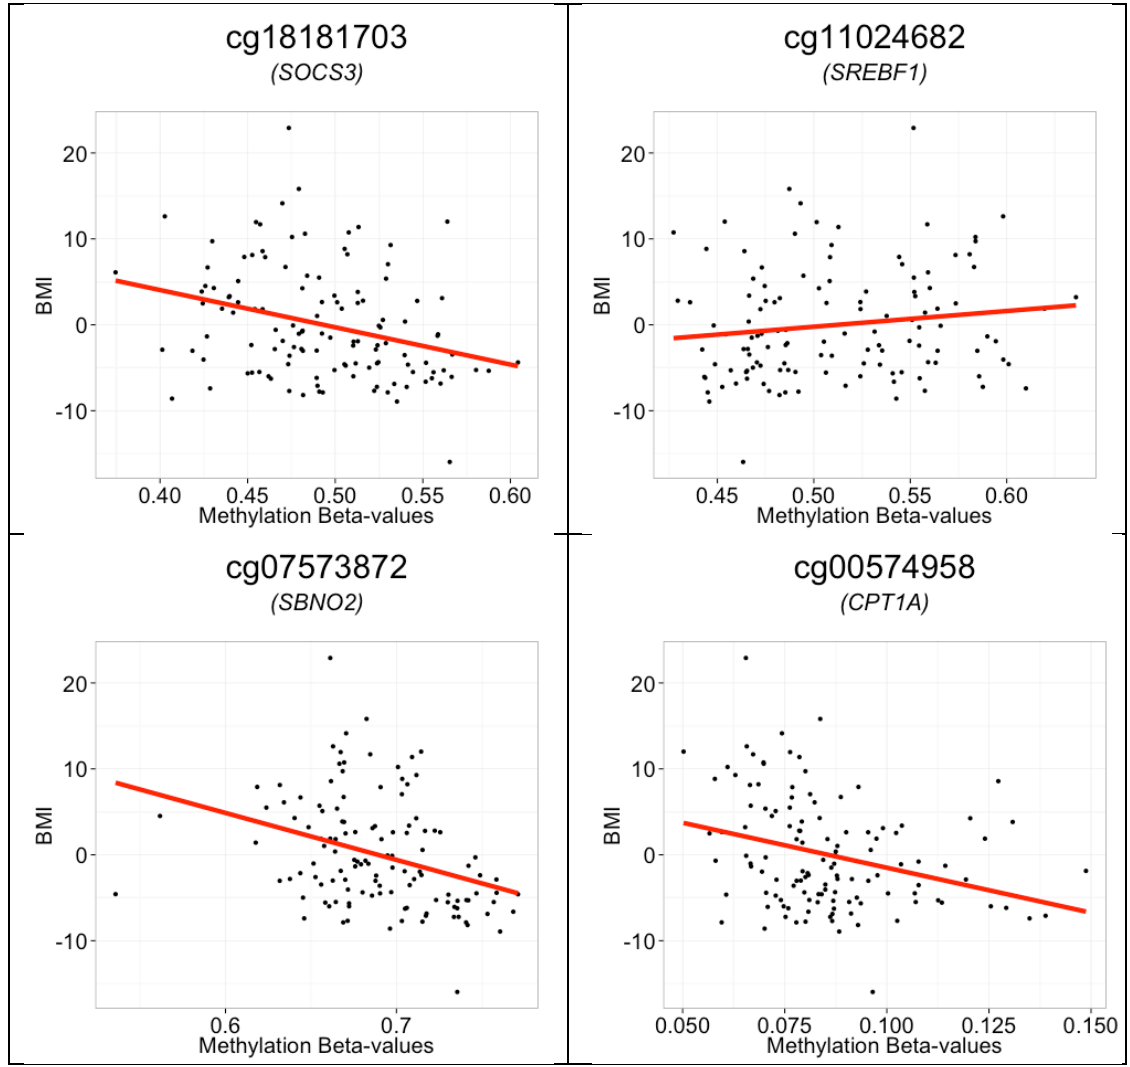 cg18181703
(SOCS3)
20
10
0
-10
BMI
0.40 0.45 0.50 0.55 0.60
Methylation Beta-values
cg11024682
(SREBF1)
20
10
0
-10
BMI
0.45 0.50 0.55 0.60
Methylation Beta-values
cg07573872
(SBNO2)
20
10
0
-10
BMI
0.6 0.7
Methylation Beta-values
cg00574958
(CPT1A)
20
10
0
-10
BMI
0.050 0.075 0.100 0.125 0.150
Methylation Beta-values